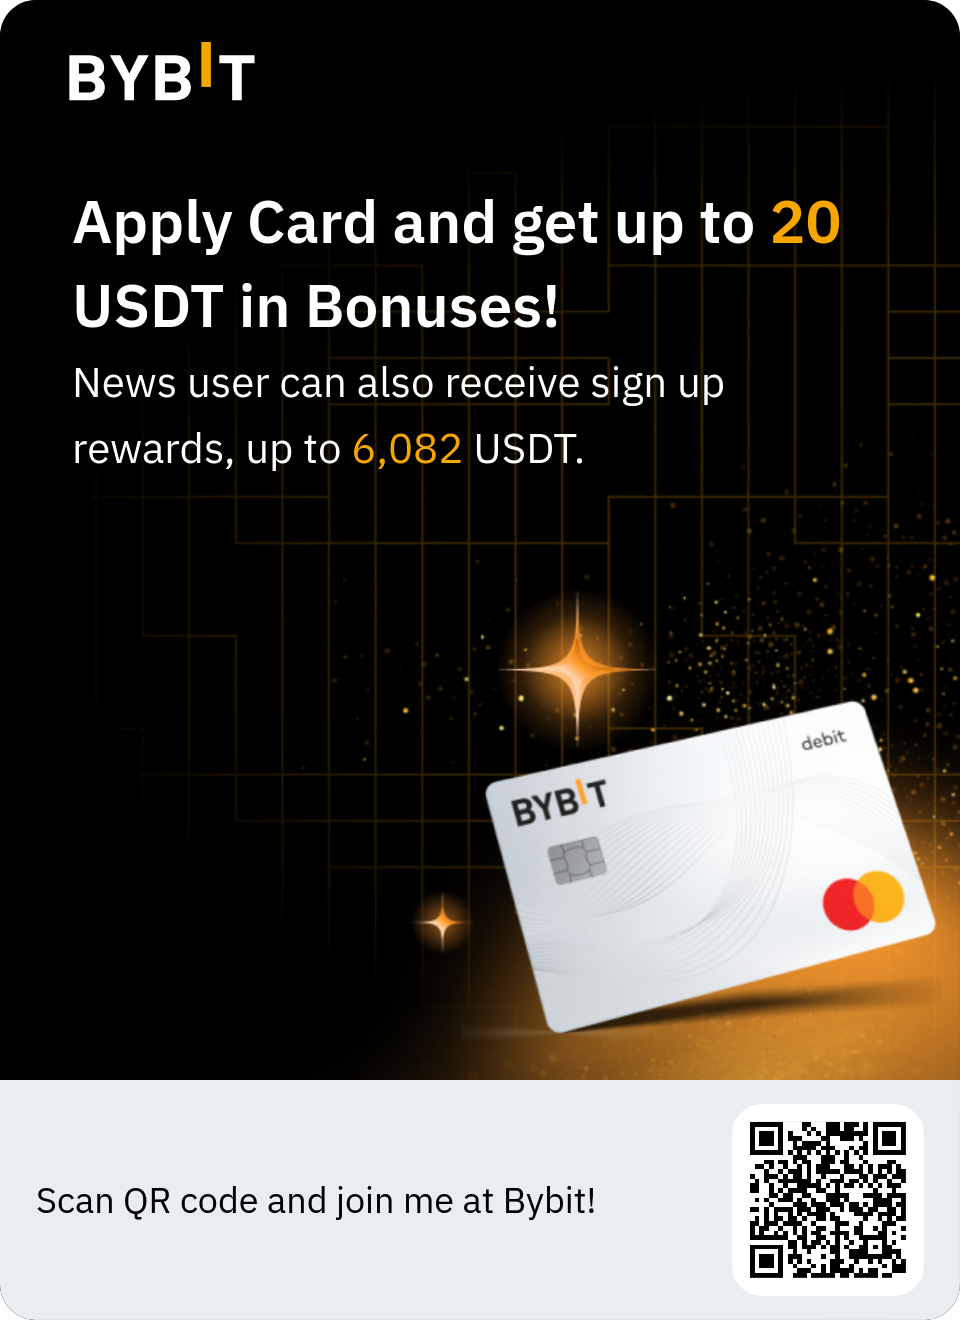 BYBIT
Apply Card and get up to 20
USDT in Bonuses!
News user can also receive sign up
rewards, up to 6,082 USDT.
debit
BYBIT
Scan QR code and join me at Bybit!